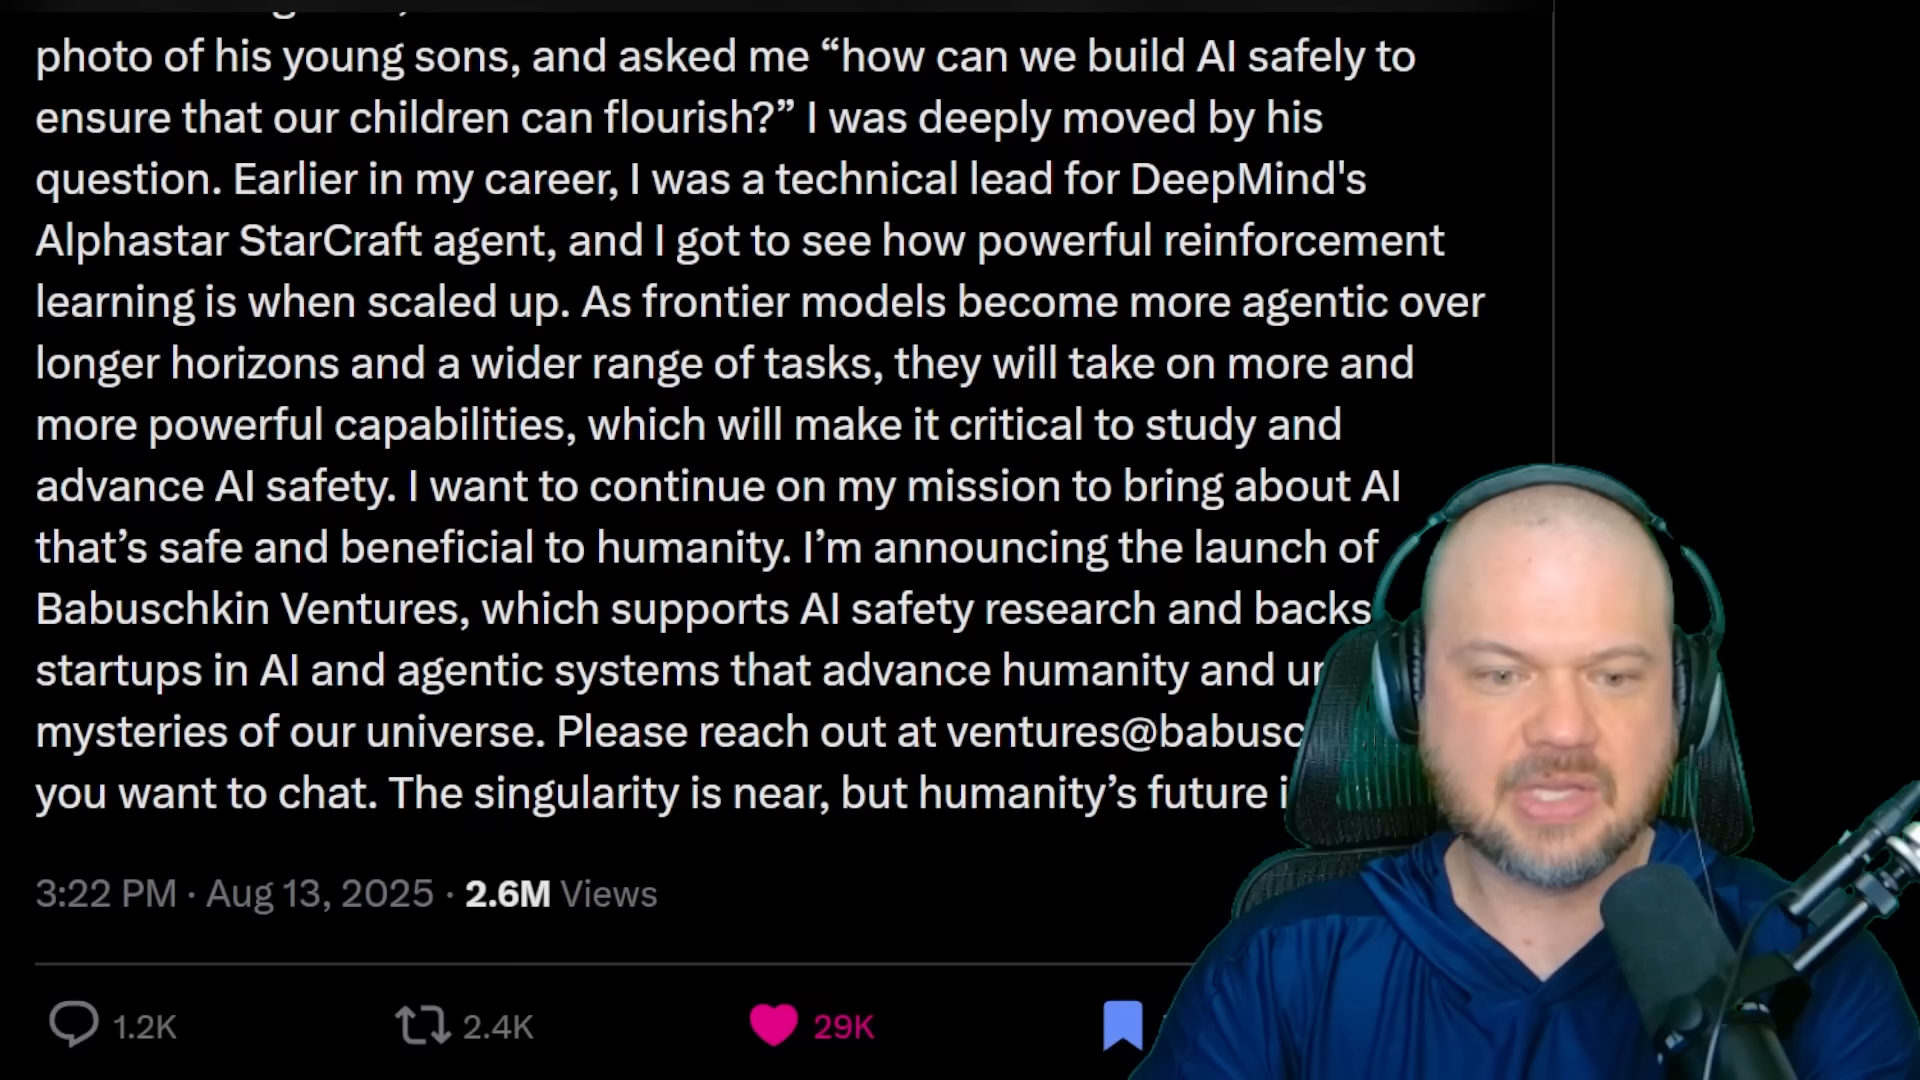 photo of his young sons, and asked me “how can we build AI safely to
ensure that our children can flourish?” I was deeply moved by his
question. Earlier in my career, I was a technical lead for DeepMind's
Alphastar StarCraft agent, and I got to see how powerful reinforcement
learning is when scaled up. As frontier models become more agentic over
longer horizons and a wider range of tasks, they will take on more and
more powerful capabilities, which will make it critical to study and
advance AI safety. I want to continue on my mission to bring about AI
that’s safe and beneficial to humanity. I’m announcing the launch of
Babuschkin Ventures, which supports AI safety research and backs
startups in AI and agentic systems that advance humanity and
mysteries of our universe. Please reach out at ventures@babusc
you want to chat. The singularity is near, but humanity’s future
3:22 PM · Aug 13, 2025 · 2.6M Views
1.2K 2.4K 29K